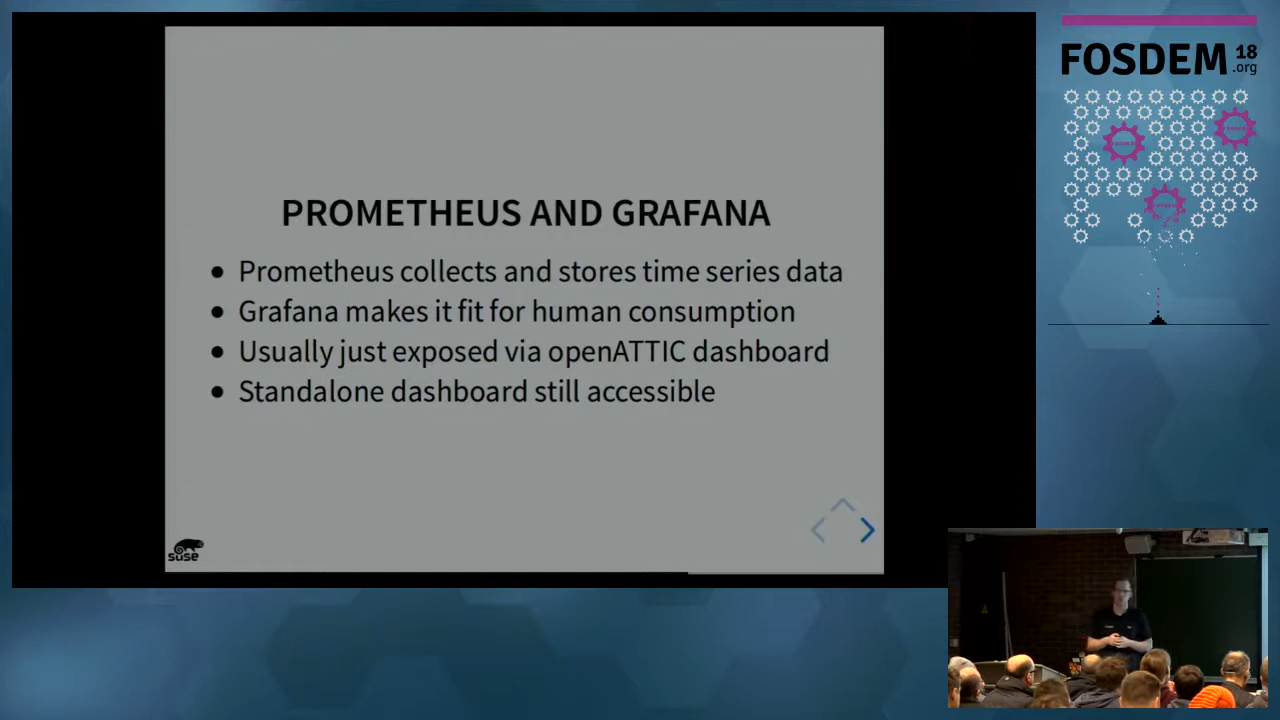 PROMETHEUS AND GRAFANA
• Prometheus collects and stores time series data
• Grafana makes it fit for human consumption
• Usually just exposed via openATTIC dashboard
• Standalone dashboard still accessible
suse
FOSDEM 18
.org